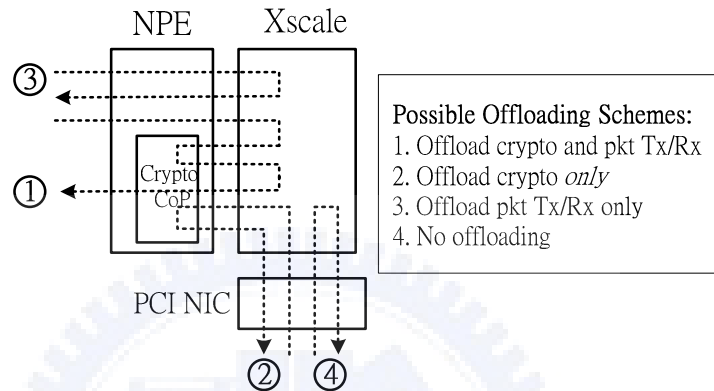 NPE
Xscale
③
Crypto
CoP
①
PCI NIC
②
④
Possible Offloading Schemes:
1. Offload crypto and pkt Tx/Rx
2. Offload crypto only
3. Offload pkt Tx/Rx only
4. No offloading